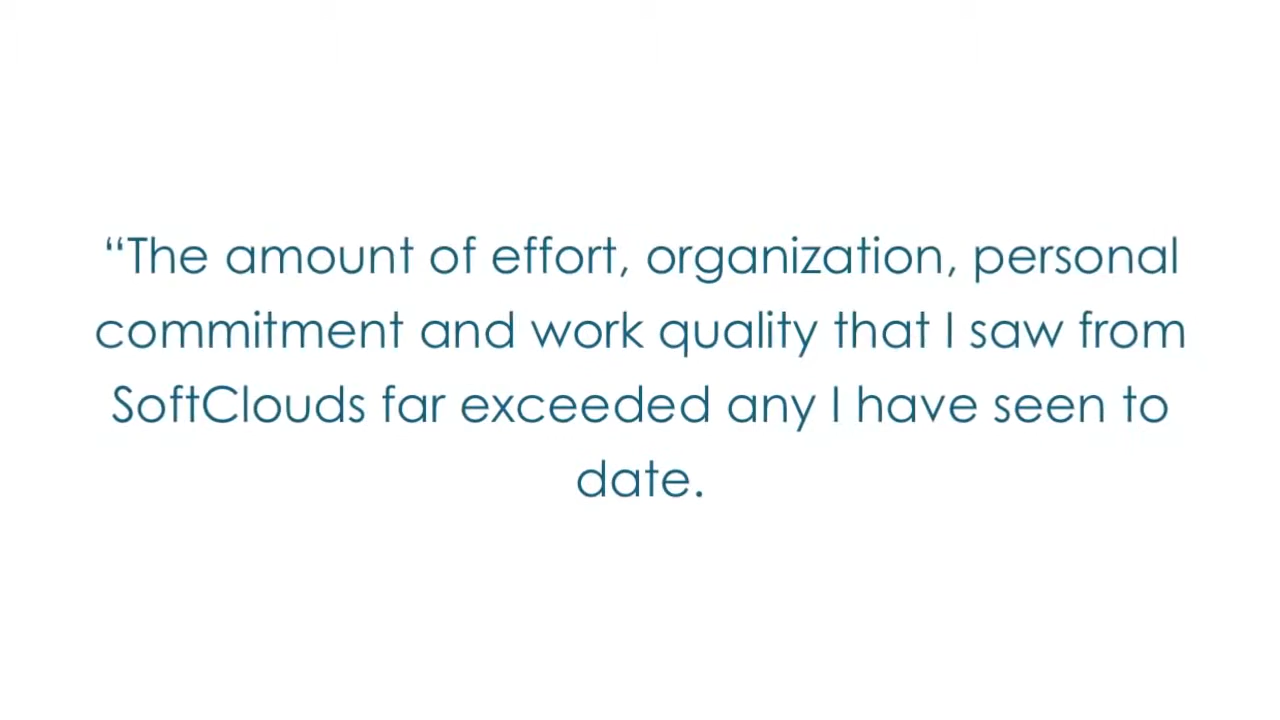 “The amount of effort, organization, personal
commitment and work quality that I saw from
SoftClouds far exceeded any I have seen to
date.